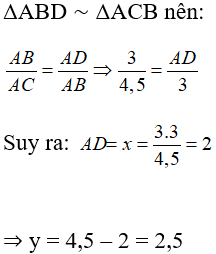 ΔABD ~ ΔACB nên:
AB/AC = AD/AB ⇒ 3/4,5 = AD/3
Suy ra: AD= x = 3.3/4,5 = 2
⇒ y = 4,5 – 2 = 2,5